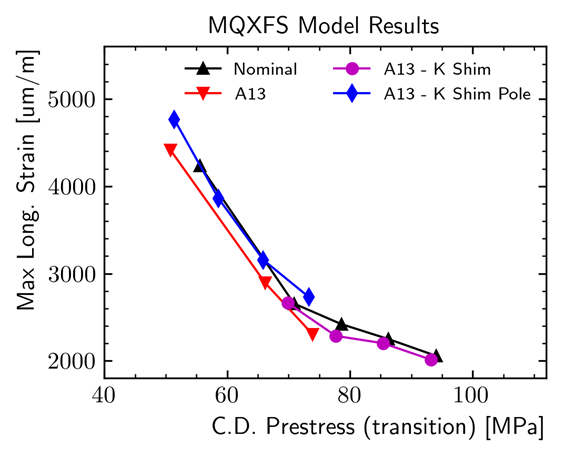 MQXFS Model Results
Nominal
A13
A13 - K Shim
A13 - K Shim Pole
Max Long. Strain [um/m]
5000
4000
3000
2000
40
60
80
100
C.D. Prestress (transition) [MPa]